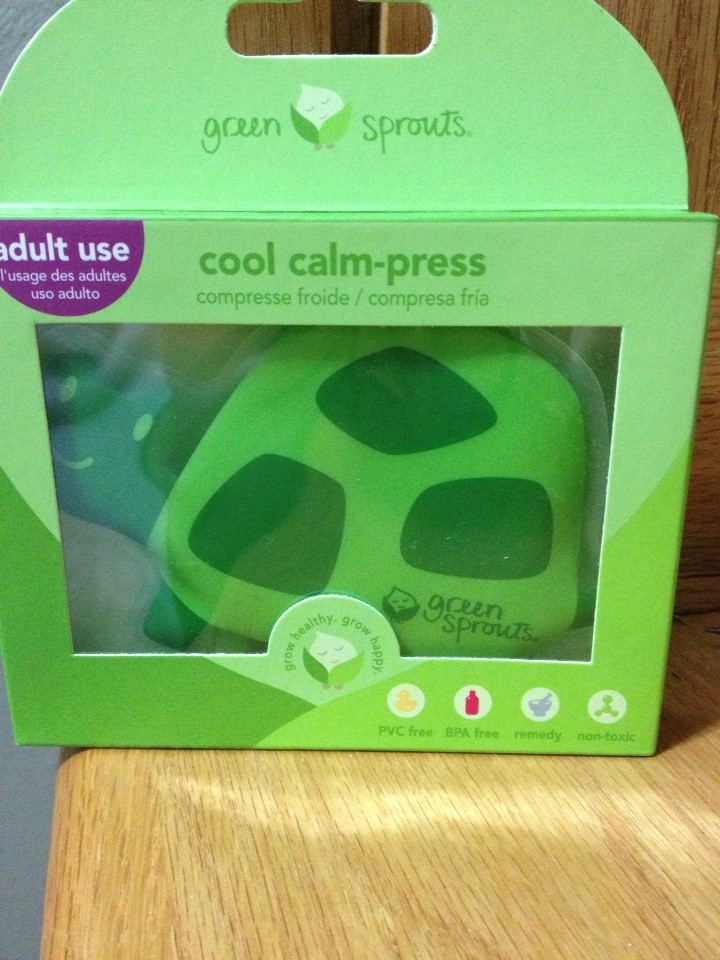 green sprouts®
adult use
l'usage des adultes
uso adulto
cool calm-press
compresse froide / compresa fría
green
sprouts®
grow healthy. grow happy.
PVC free BPA free remedy non-toxic